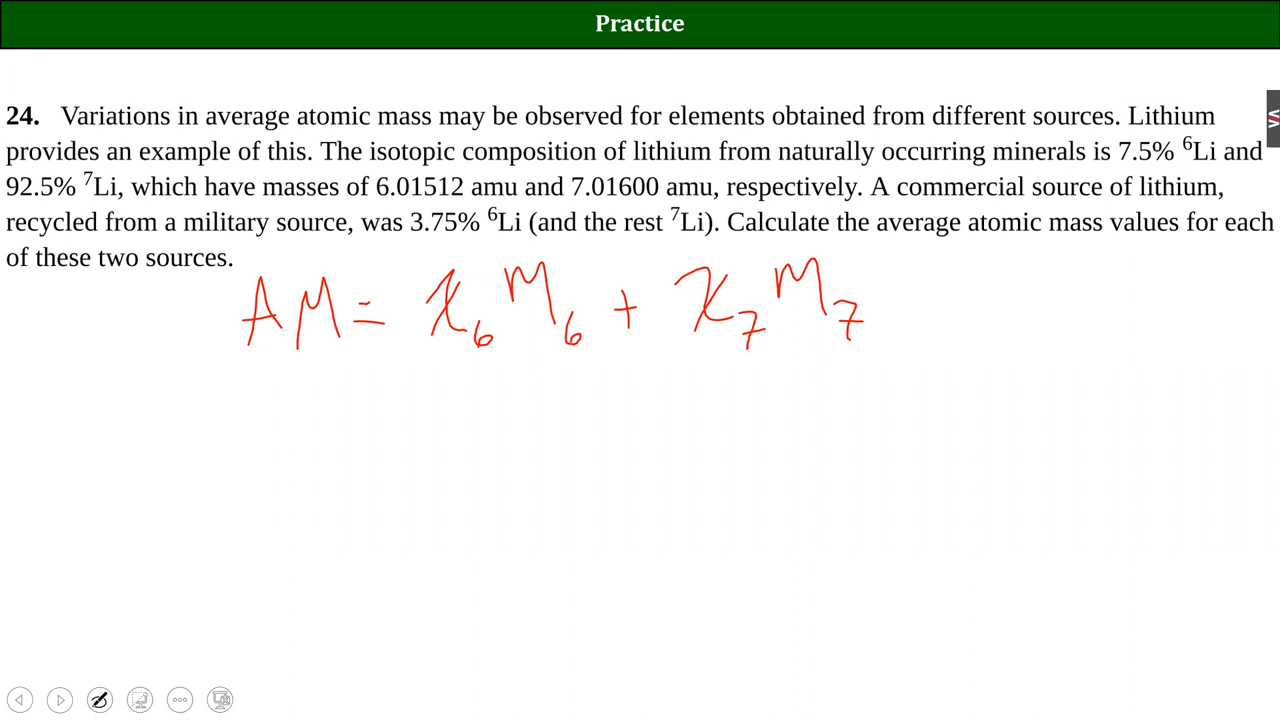 Practice
24. Variations in average atomic mass may be observed for elements obtained from different sources. Lithium
provides an example of this. The isotopic composition of lithium from naturally occurring minerals is 7.5% ⁶Li and
92.5% ⁷Li, which have masses of 6.01512 amu and 7.01600 amu, respectively. A commercial source of lithium,
recycled from a military source, was 3.75% ⁶Li (and the rest ⁷Li). Calculate the average atomic mass values for each
of these two sources.
AM = X₆ M₆ + X₇ M₇